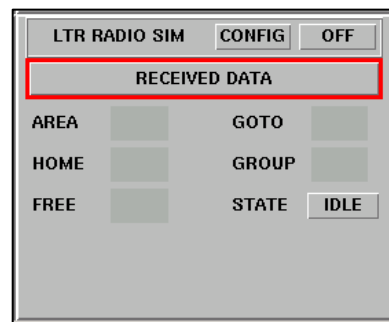 LTR RADIO SIM CONFIG OFF
RECEIVED DATA
AREA GOTO
HOME GROUP
FREE STATE IDLE